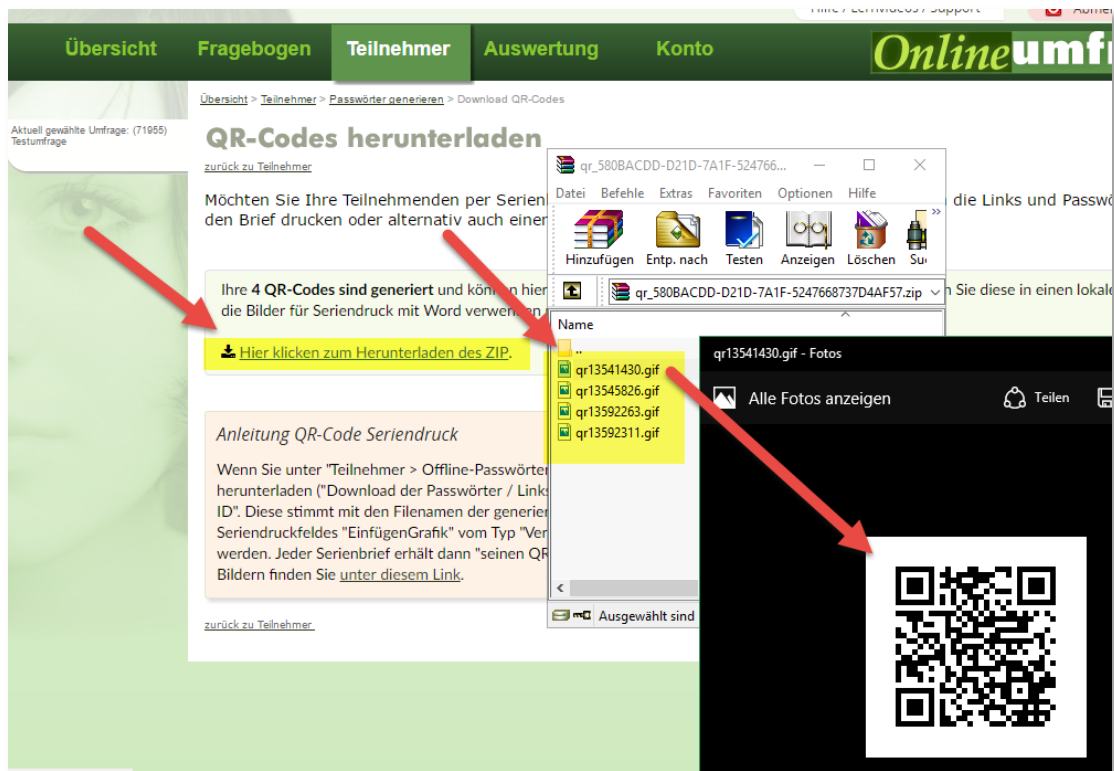 Hilfe / Lernvideos / Support
Übersicht
Fragebogen
Teilnehmer
Auswertung
Konto
Onlineumf
Übersicht > Teilnehmer > Passwörter generieren > Download QR-Codes
Aktuell gewählte Umfrage: (71955)
Testumfrage
QR-Codes herunterladen
zurück zu Teilnehmer
Möchten Sie Ihre Teilnehmenden per Serien
die Links und Passw
den Brief drucken oder alternativ auch einer
Ihre 4 QR-Codes sind generiert und können hier
n Sie diese in einen lokale
die Bilder für Seriendruck mit Word verwenden
Hier klicken zum Herunterladen des ZIP.
Anleitung QR-Code Seriendruck
Wenn Sie unter "Teilnehmer > Offline-Passwörter
herunterladen ("Download der Passwörter / Links
ID". Diese stimmt mit den Filenamen der generier
Seriendruckfeldes "EinfügenGrafik" vom Typ "Ver
werden. Jeder Serienbrief erhält dann "seinen QR
Bildern finden Sie unter diesem Link.
zurück zu Teilnehmer
qr_580BACDD-D21D-7A1F-524766...
Datei Befehle Extras Favoriten Optionen Hilfe
Hinzufügen Entp. nach Testen Anzeigen Löschen Su
qr_580BACDD-D21D-7A1F-5247668737D4AF57.zip
Name
..
qr13541430.gif
qr13545826.gif
qr13592263.gif
qr13592311.gif
Ausgewählt sind
qr13541430.gif - Fotos
Alle Fotos anzeigen
Teilen